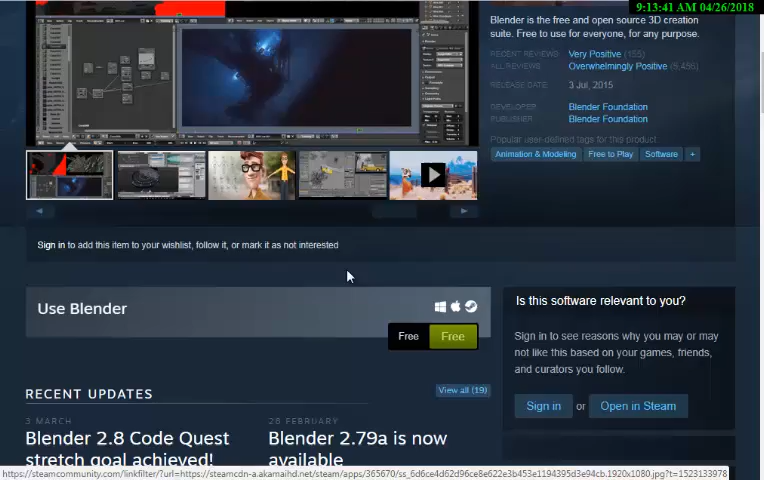 9:13:41 AM 04/26/2018
Blender is the free and open source 3D creation
suite. Free to use for everyone, for any purpose.
RECENT REVIEWS: Very Positive (155)
ALL REVIEWS: Overwhelmingly Positive (5,456)
RELEASE DATE: 3 Jul, 2015
DEVELOPER: Blender Foundation
PUBLISHER: Blender Foundation
Popular user-defined tags for this product:
Animation & Modeling Free to Play Software +
Sign in to add this item to your wishlist, follow it, or mark it as not interested
Use Blender
Free Free
Is this software relevant to you?
Sign in to see reasons why you may or may
not like this based on your games, friends,
and curators you follow.
Sign in or Open in Steam
RECENT UPDATES View all (19)
3 MARCH
Blender 2.8 Code Quest
stretch goal achieved!
26 FEBRUARY
Blender 2.79a is now
available
https://steamcommunity.com/linkfilter/?url=https://steamcdn-a.akamaihd.net/steam/apps/365670/ss_6d6ce4d62d96ce8e622e3b453e1194395d3e94cb.1920x1080.jpg?t=1523133978